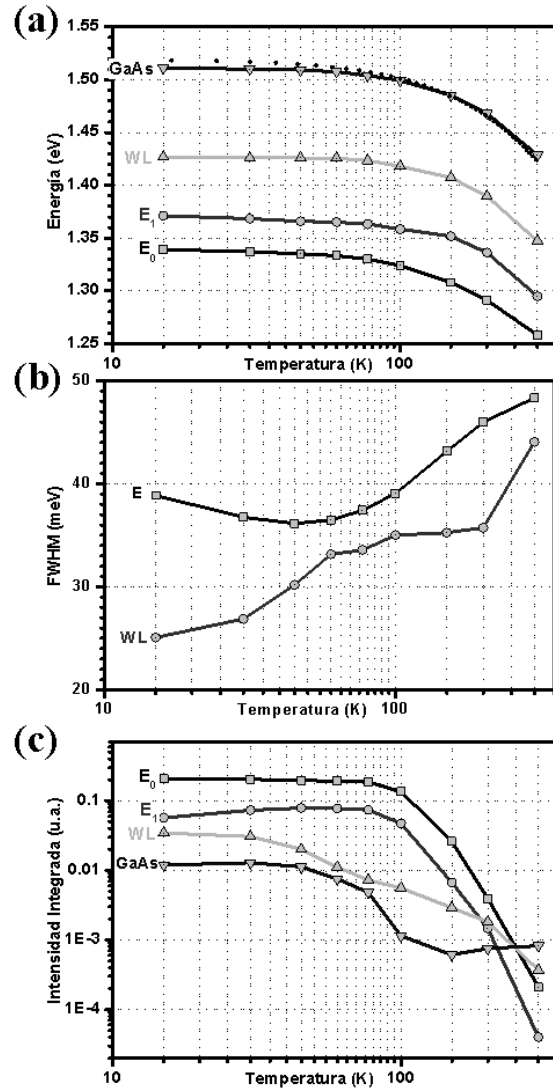 (a)
1.55
GaAs
1.50
1.45
WL
1.40
E1
1.35
E0
1.30
1.25
Energía (eV)
10
Temperatura (K)
100
(b)
50
E
40
30
WL
20
FWHM (meV)
10
Temperatura (K)
100
(c)
E0
0.1
E1
WL
GaAs
0.01
1E-3
1E-4
Intensidad Integrada (u.a.)
10
Temperatura (K)
100